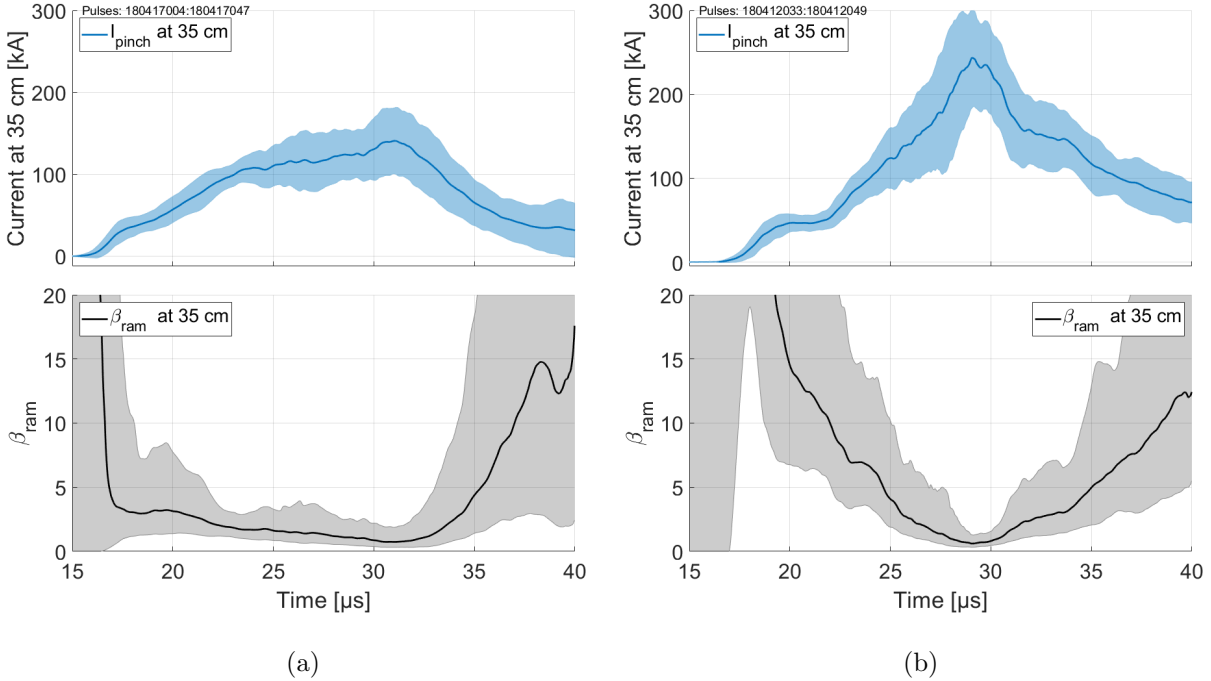 Pulses: 180417004:180417047
I_pinch at 35 cm
Current at 35 cm [kA]
300
200
100
0
β_ram at 35 cm
β_ram
20
15
10
5
0
15 20 25 30 35 40
Time [µs]
(a)
Pulses: 180412033:180412049
I_pinch at 35 cm
Current at 35 cm [kA]
300
200
100
0
β_ram at 35 cm
β_ram
20
15
10
5
0
15 20 25 30 35 40
Time [µs]
(b)